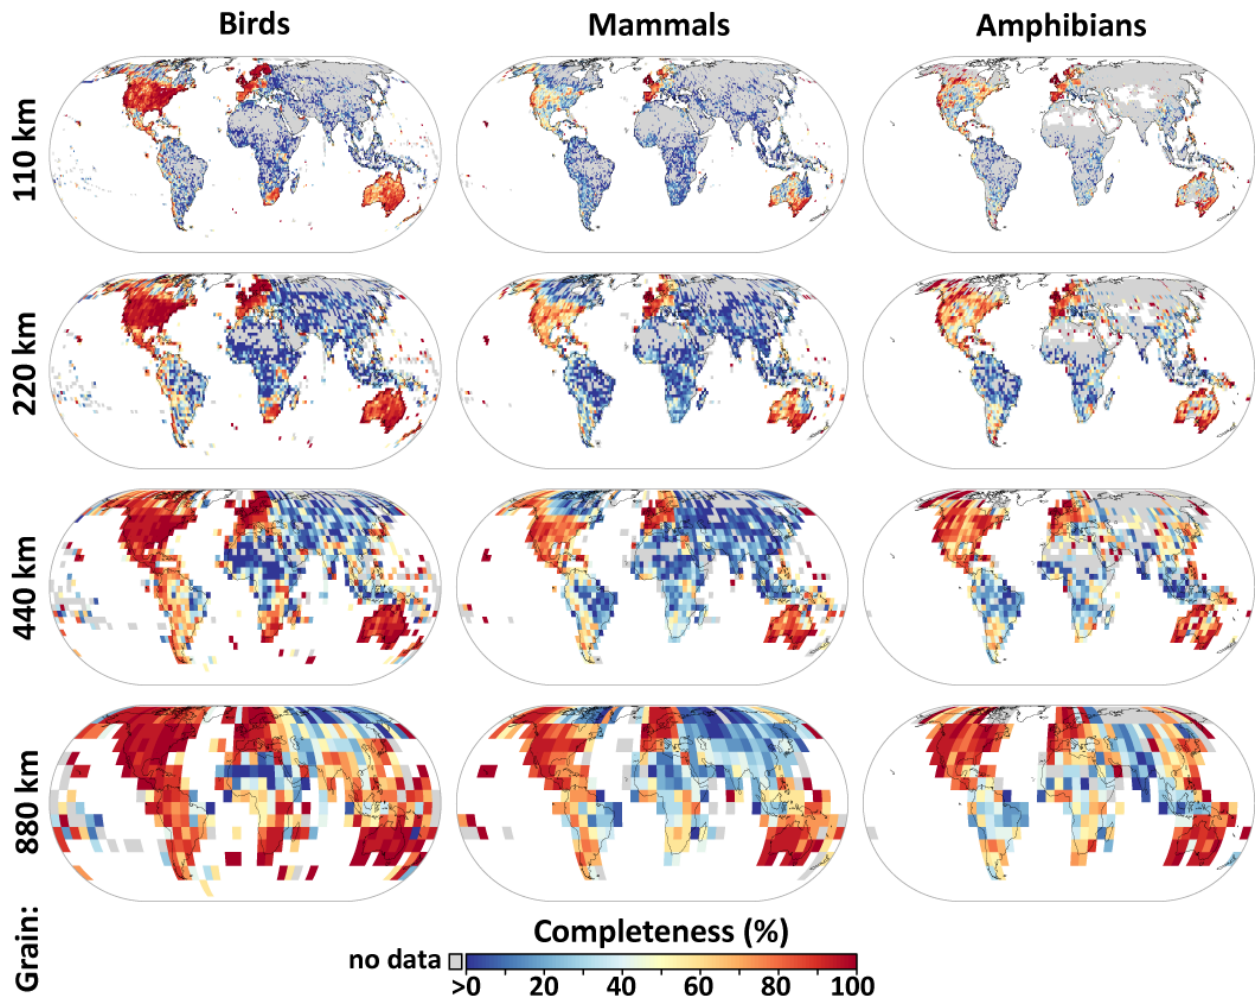 Birds Mammals Amphibians
110 km
220 km
440 km
880 km
Grain:
Completeness (%)
no data >0 20 40 60 80 100